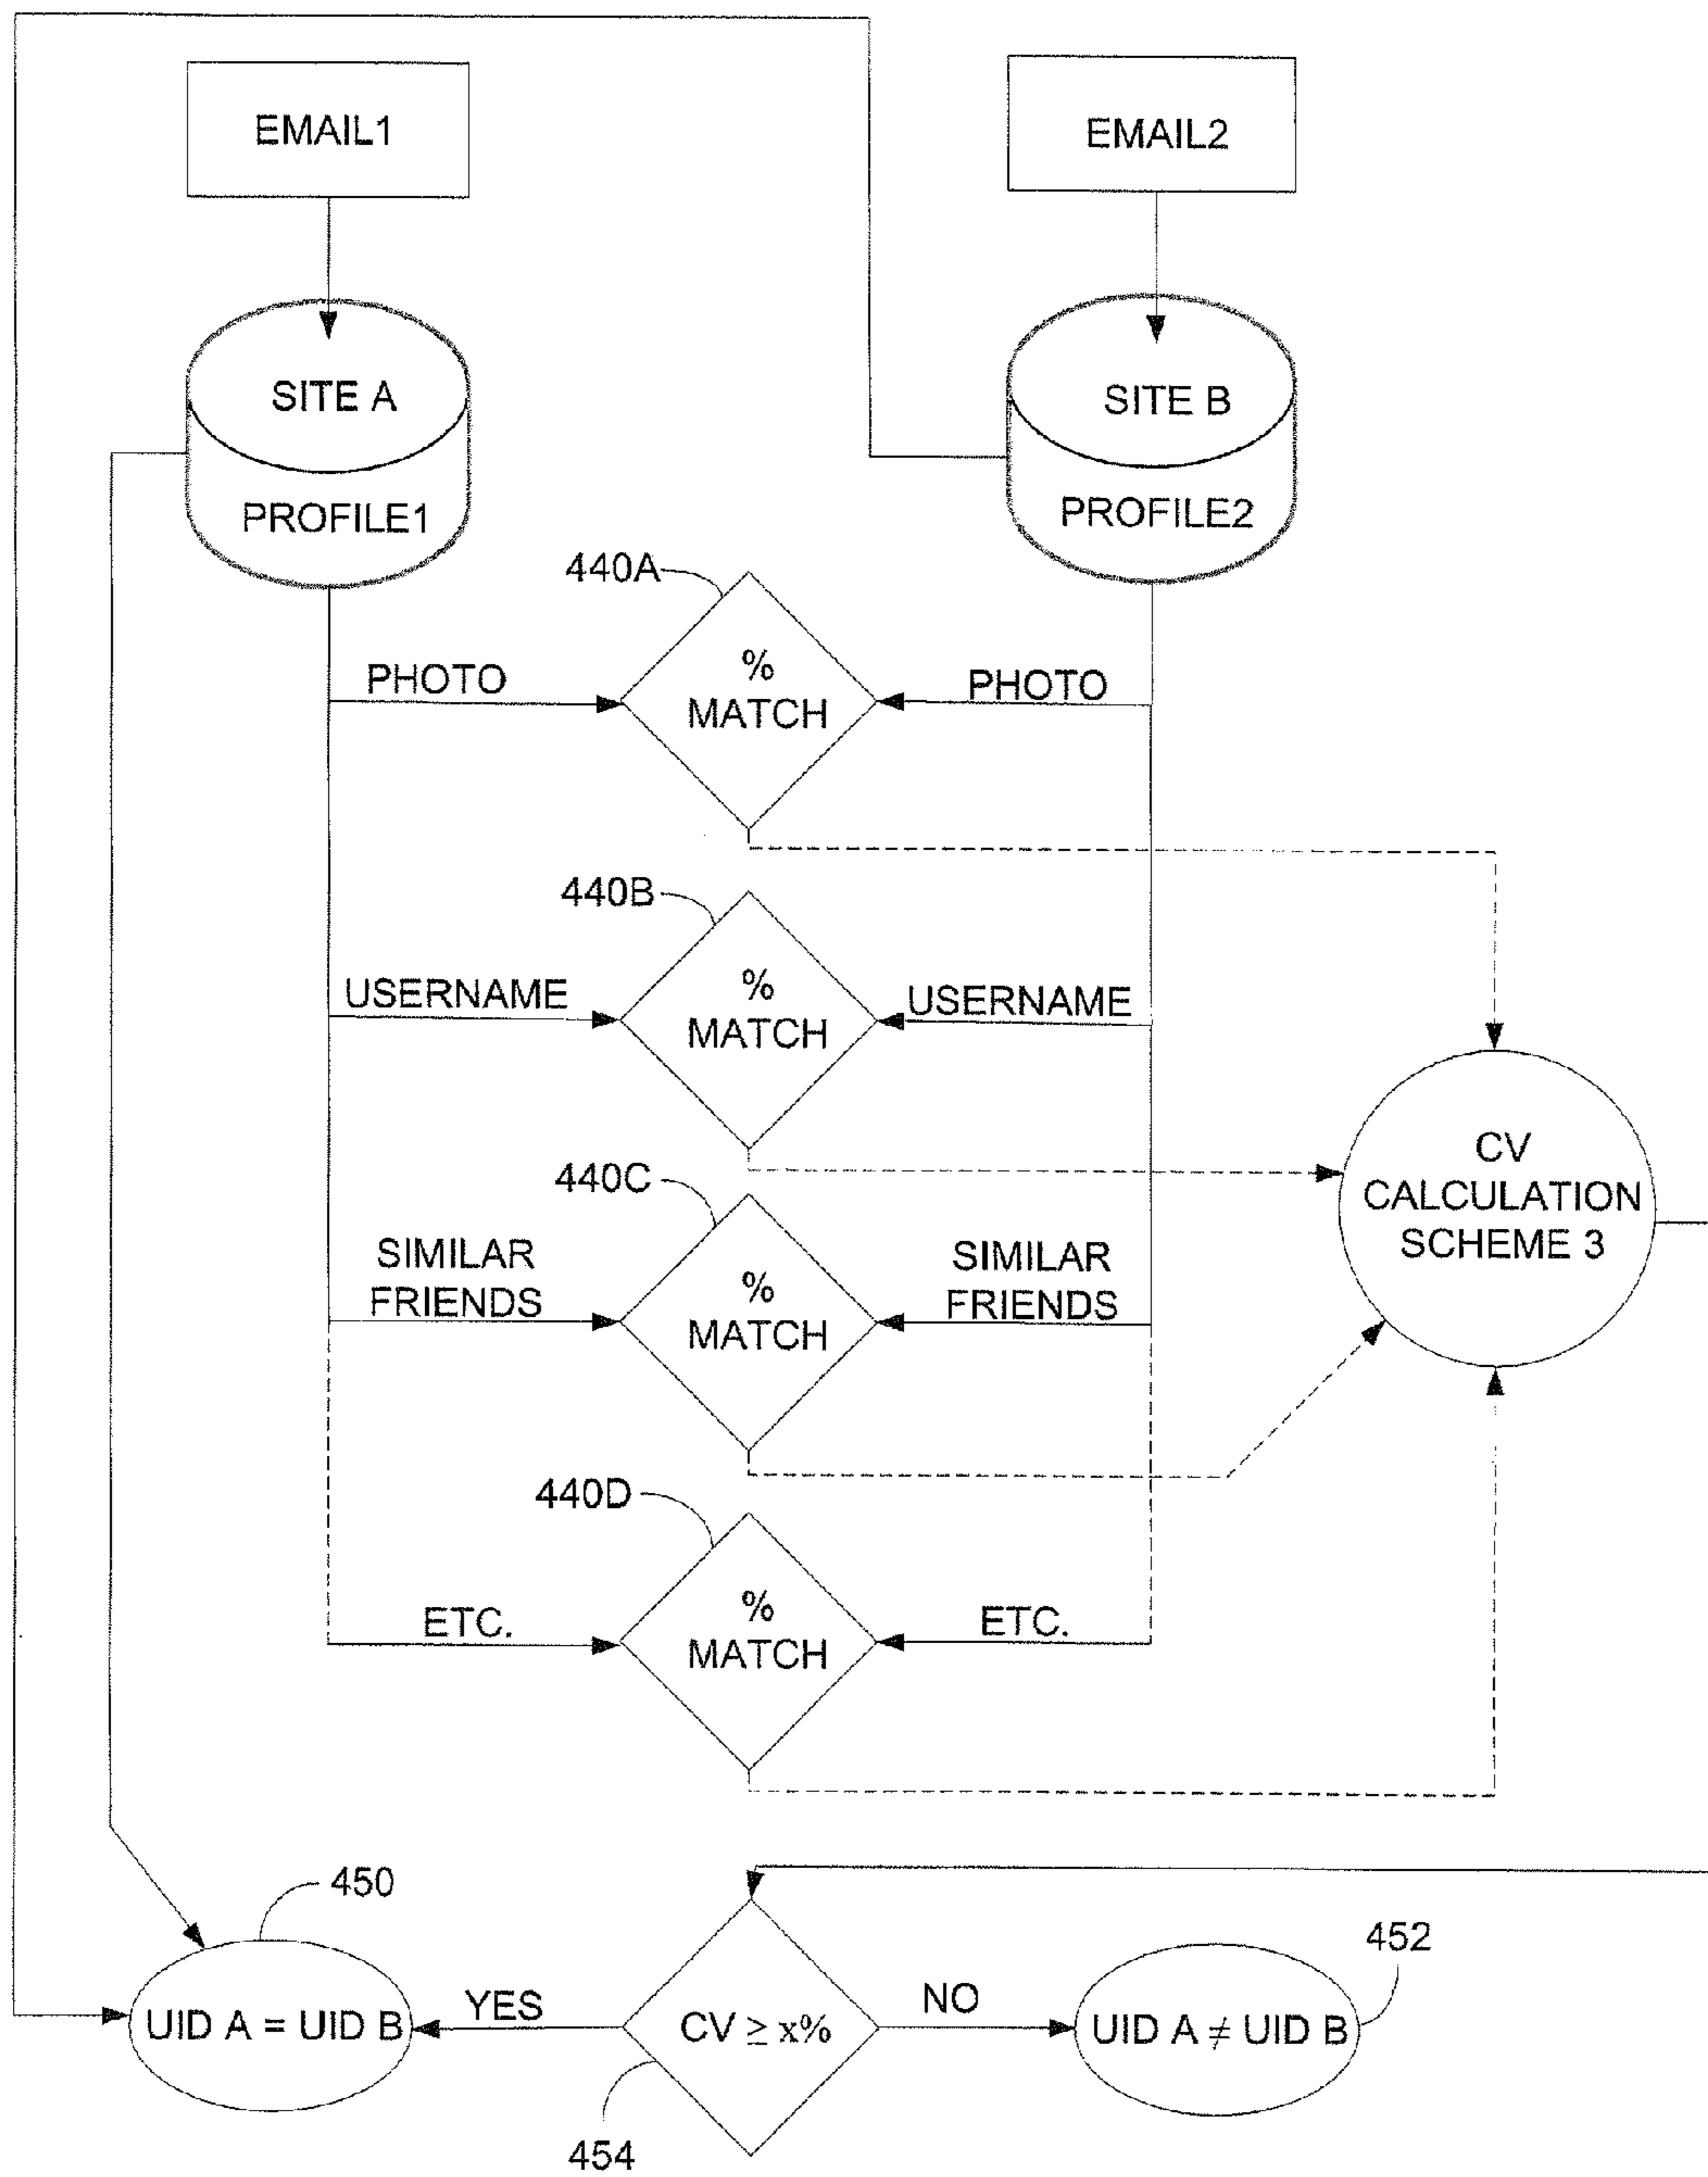 EMAIL1
EMAIL2
SITE A
SITE B
PROFILE1
PROFILE2
440A
PHOTO
%
MATCH
PHOTO
440B
USERNAME
%
MATCH
USERNAME
440C
SIMILAR
FRIENDS
%
MATCH
SIMILAR
FRIENDS
CV
CALCULATION
SCHEME 3
440D
ETC.
%
MATCH
ETC.
450
452
UID A = UID B
YES
CV ≧ x%
NO
UID A ≠ UID B
454